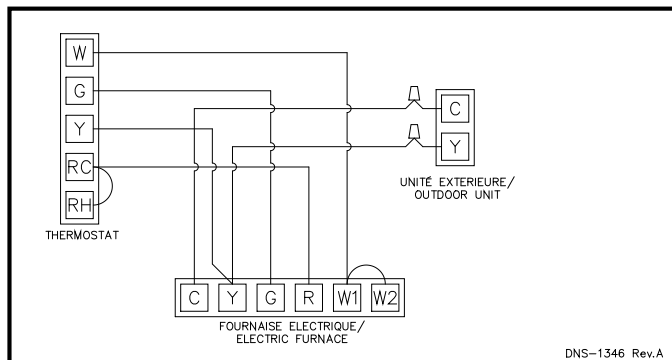 W
G
Y
RC
RH
THERMOSTAT
C
Y
UNITÉ EXTERIEURE/
OUTDOOR UNIT
C Y G R W1 W2
FOURNAISE ELECTRIQUE/
ELECTRIC FURNACE
DNS-1346 Rev.A